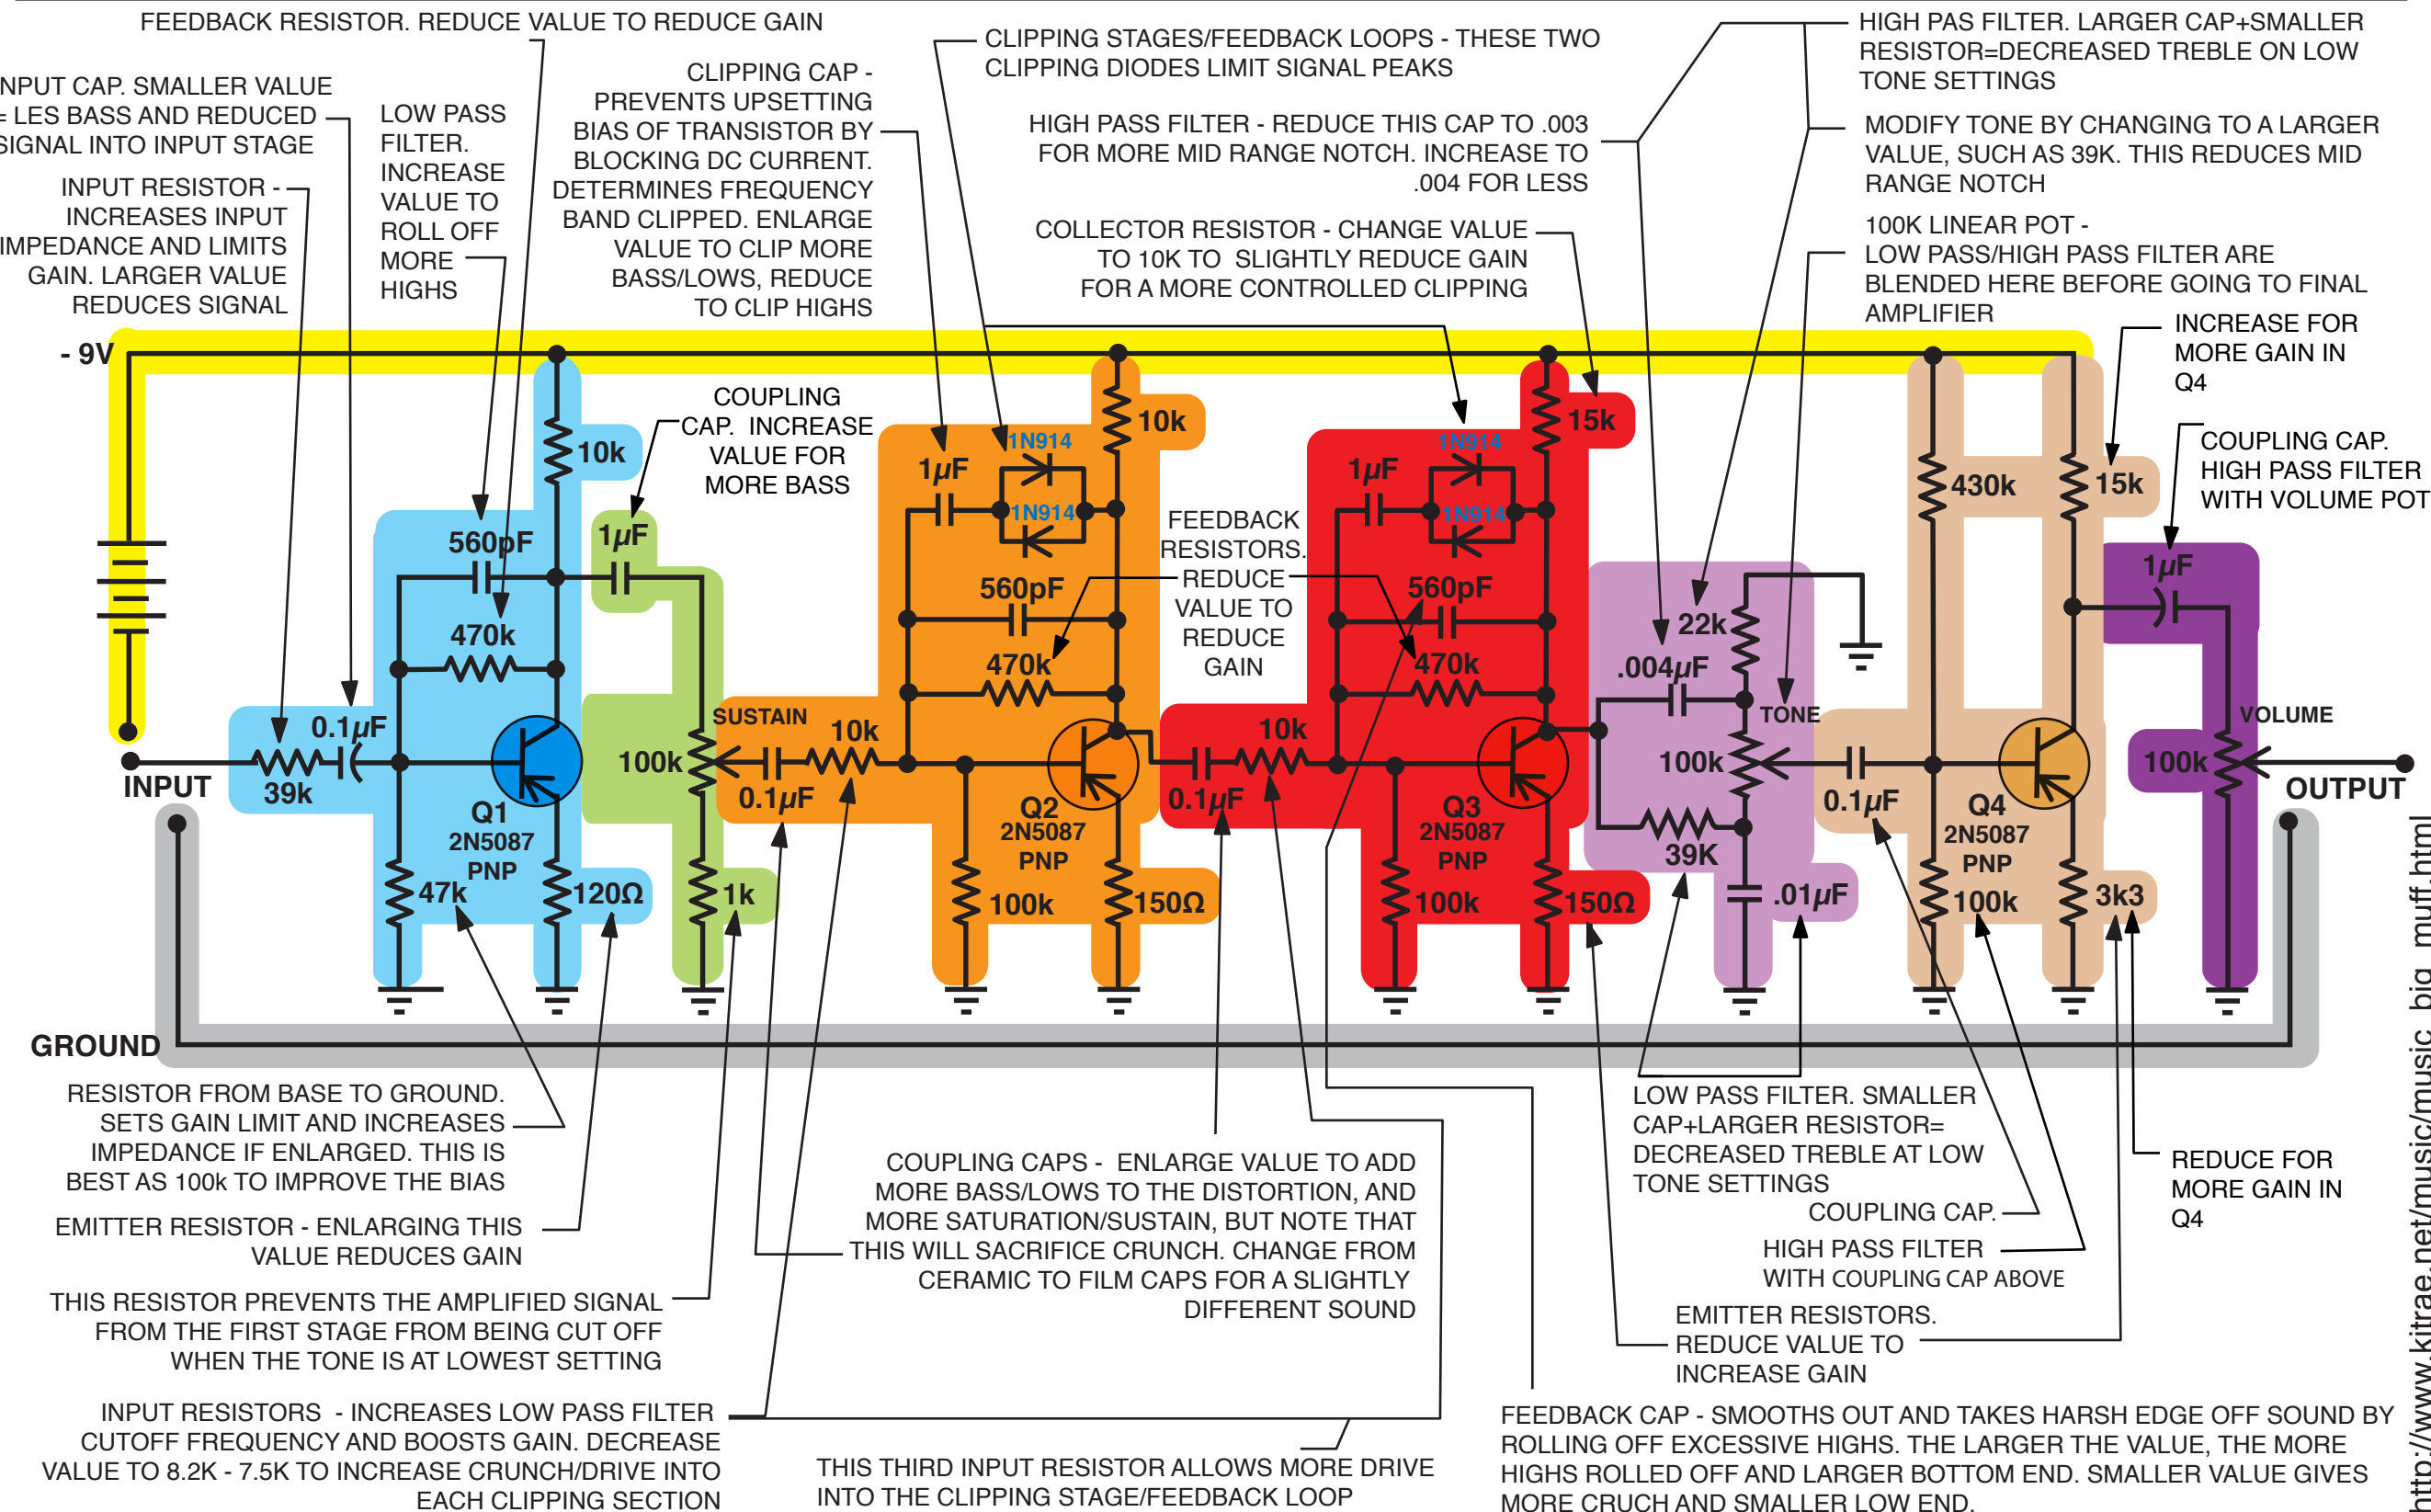 FEEDBACK RESISTOR. REDUCE VALUE TO REDUCE GAIN
NPUT CAP. SMALLER VALUE
= LES BASS AND REDUCED
SIGNAL INTO INPUT STAGE
INPUT RESISTOR -
INCREASES INPUT
IMPEDANCE AND LIMITS
GAIN. LARGER VALUE
REDUCES SIGNAL
LOW PASS
FILTER.
INCREASE
VALUE TO
ROLL OFF
MORE
HIGHS
CLIPPING CAP -
PREVENTS UPSETTING
BIAS OF TRANSISTOR BY
BLOCKING DC CURRENT.
DETERMINES FREQUENCY
BAND CLIPPED. ENLARGE
VALUE TO CLIP MORE
BASS/LOWS, REDUCE
TO CLIP HIGHS
CLIPPING STAGES/FEEDBACK LOOPS - THESE TWO
CLIPPING DIODES LIMIT SIGNAL PEAKS
HIGH PASS FILTER - REDUCE THIS CAP TO .003
FOR MORE MID RANGE NOTCH. INCREASE TO
.004 FOR LESS
COLLECTOR RESISTOR - CHANGE VALUE
TO 10K TO SLIGHTLY REDUCE GAIN
FOR A MORE CONTROLLED CLIPPING
HIGH PAS FILTER. LARGER CAP+SMALLER
RESISTOR=DECREASED TREBLE ON LOW
TONE SETTINGS
MODIFY TONE BY CHANGING TO A LARGER
VALUE, SUCH AS 39K. THIS REDUCES MID
RANGE NOTCH
100K LINEAR POT -
LOW PASS/HIGH PASS FILTER ARE
BLENDED HERE BEFORE GOING TO FINAL
AMPLIFIER
INCREASE FOR
MORE GAIN IN
Q4
COUPLING CAP.
HIGH PASS FILTER
WITH VOLUME POT
- 9V
COUPLING
CAP. INCREASE
VALUE FOR
MORE BASS
10k
560pF
470k
1µF
0.1µF
39k
INPUT
Q1
2N5087
PNP
47k
120Ω
100k
1k
SUSTAIN
0.1µF
10k
1µF
1N914
1N914
10k
560pF
470k
Q2
2N5087
PNP
100k
150Ω
FEEDBACK
RESISTORS.
REDUCE
VALUE TO
REDUCE
GAIN
10k
0.1µF
1µF
1N914
1N914
15k
560pF
470k
Q3
2N5087
PNP
100k
150Ω
22k
.004µF
TONE
100k
39K
.01µF
430k
15k
0.1µF
Q4
2N5087
PNP
100k
3k3
1µF
VOLUME
100k
OUTPUT
GROUND
RESISTOR FROM BASE TO GROUND.
SETS GAIN LIMIT AND INCREASES
IMPEDANCE IF ENLARGED. THIS IS
BEST AS 100k TO IMPROVE THE BIAS
EMITTER RESISTOR - ENLARGING THIS
VALUE REDUCES GAIN
THIS RESISTOR PREVENTS THE AMPLIFIED SIGNAL
FROM THE FIRST STAGE FROM BEING CUT OFF
WHEN THE TONE IS AT LOWEST SETTING
INPUT RESISTORS - INCREASES LOW PASS FILTER
CUTOFF FREQUENCY AND BOOSTS GAIN. DECREASE
VALUE TO 8.2K - 7.5K TO INCREASE CRUNCH/DRIVE INTO
EACH CLIPPING SECTION
COUPLING CAPS - ENLARGE VALUE TO ADD
MORE BASS/LOWS TO THE DISTORTION, AND
MORE SATURATION/SUSTAIN, BUT NOTE THAT
THIS WILL SACRIFICE CRUNCH. CHANGE FROM
CERAMIC TO FILM CAPS FOR A SLIGHTLY
DIFFERENT SOUND
THIS THIRD INPUT RESISTOR ALLOWS MORE DRIVE
INTO THE CLIPPING STAGE/FEEDBACK LOOP
LOW PASS FILTER. SMALLER
CAP+LARGER RESISTOR=
DECREASED TREBLE AT LOW
TONE SETTINGS
COUPLING CAP.
HIGH PASS FILTER
WITH COUPLING CAP ABOVE
EMITTER RESISTORS.
REDUCE VALUE TO
INCREASE GAIN
REDUCE FOR
MORE GAIN IN
Q4
FEEDBACK CAP - SMOOTHS OUT AND TAKES HARSH EDGE OFF SOUND BY
ROLLING OFF EXCESSIVE HIGHS. THE LARGER THE VALUE, THE MORE
HIGHS ROLLED OFF AND LARGER BOTTOM END. SMALLER VALUE GIVES
MORE CRUCH AND SMALLER LOW END.
http://www.kitrae.net/music/music_big_muff.html